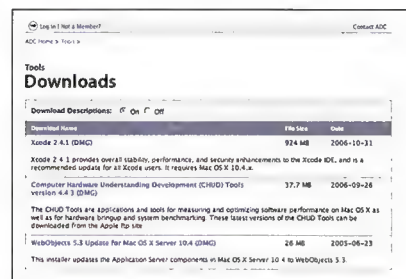 Log in | Not a Member?
Contact ADC
ADC Home > Tools >
Tools
Downloads
Download Descriptions: On Off
Download Name File Size Date
Xcode 2.4.1 (DMG) 924 MB 2006-10-31
Xcode 2.4.1 provides overall stability, performance, and security enhancements to the Xcode IDE, and is a
recommended update for all Xcode users. It requires Mac OS X 10.4.x.
Computer Hardware Understanding Development (CHUD) Tools 37.7 MB 2006-09-26
version 4.4.3 (DMG)
The CHUD Tools are applications and tools for measuring and optimizing software performance on Mac OS X as
well as for hardware bringup and system benchmarking. These latest versions of the CHUD Tools can be
downloaded from the Apple ftp site
WebObjects 5.3 Update for Mac OS X Server 10.4 (DMG) 26 MB 2005-06-23
This installer updates the Application Server components in Mac OS X Server 10.4 to WebObjects 5.3.